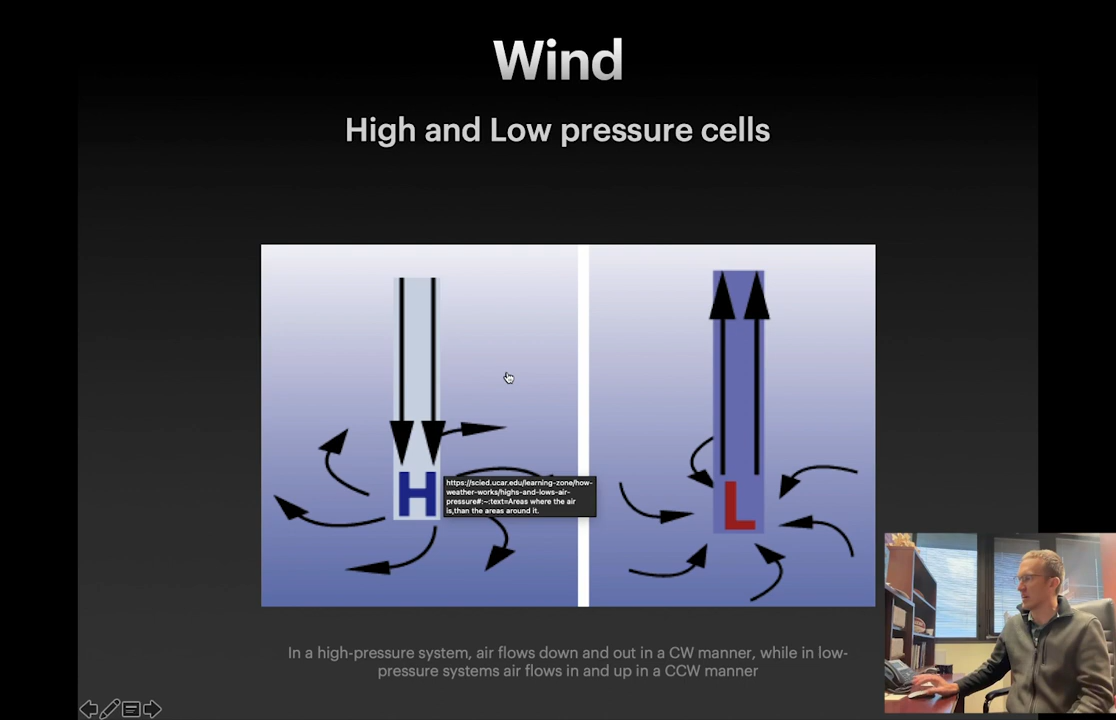 Wind
High and Low pressure cells
H
L
https://scied.ucar.edu/learning-zone/how-
weather-works/highs-and-lows-air-
pressure#:~:text=Areas where the air
is,than the areas around it.
In a high-pressure system, air flows down and out in a CW manner, while in low-
pressure systems air flows in and up in a CCW manner